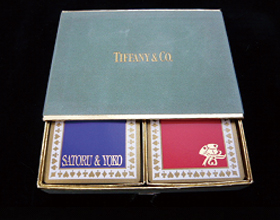 TIFFANY & CO.
SATORU & YOKO